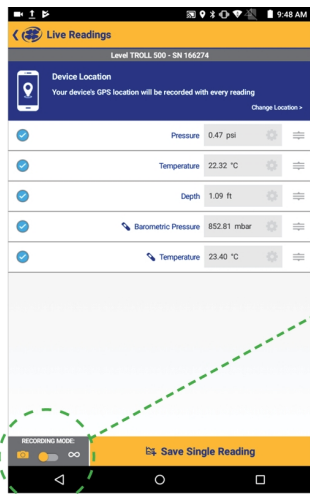 9:48 AM
Live Readings
Level TROLL 500 - SN 166274
Device Location
Your device's GPS location will be recorded with every reading
Change Location >
Pressure 0.47 psi
Temperature 22.32 °C
Depth 1.09 ft
Barometric Pressure 852.81 mbar
Temperature 23.40 °C
RECORDING MODE:
Save Single Reading